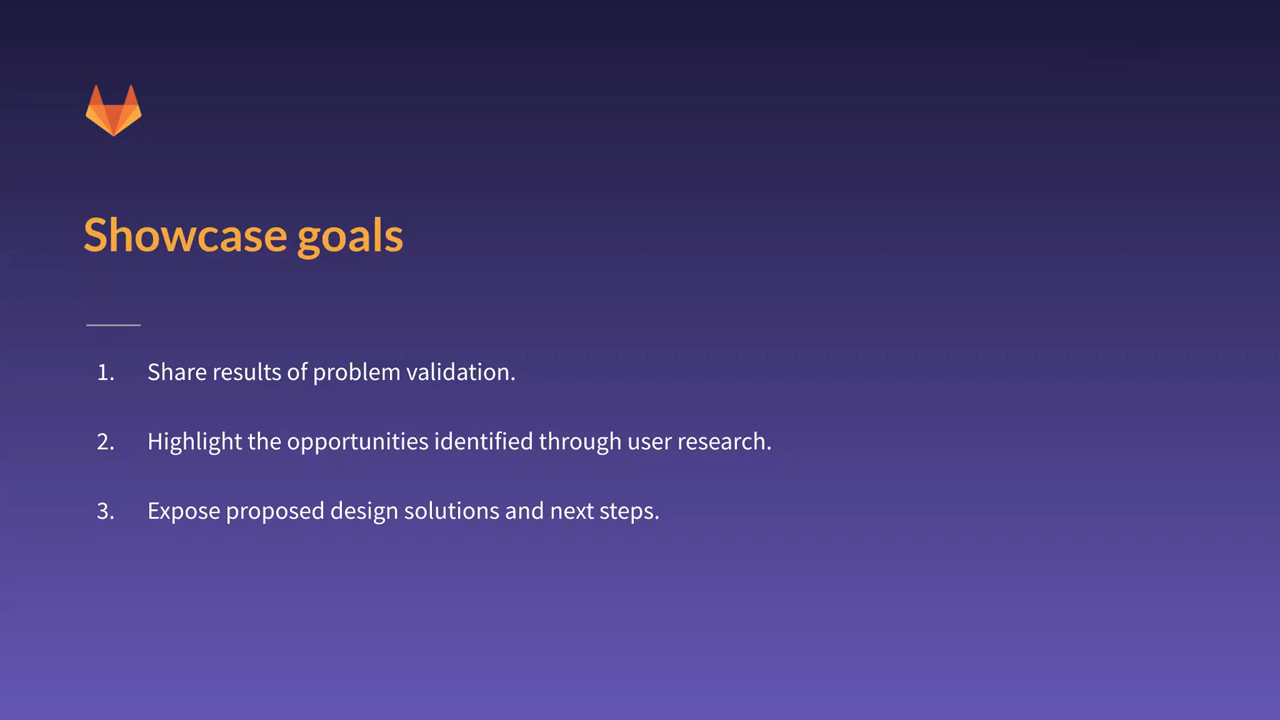 Showcase goals
1. Share results of problem validation.
2. Highlight the opportunities identified through user research.
3. Expose proposed design solutions and next steps.